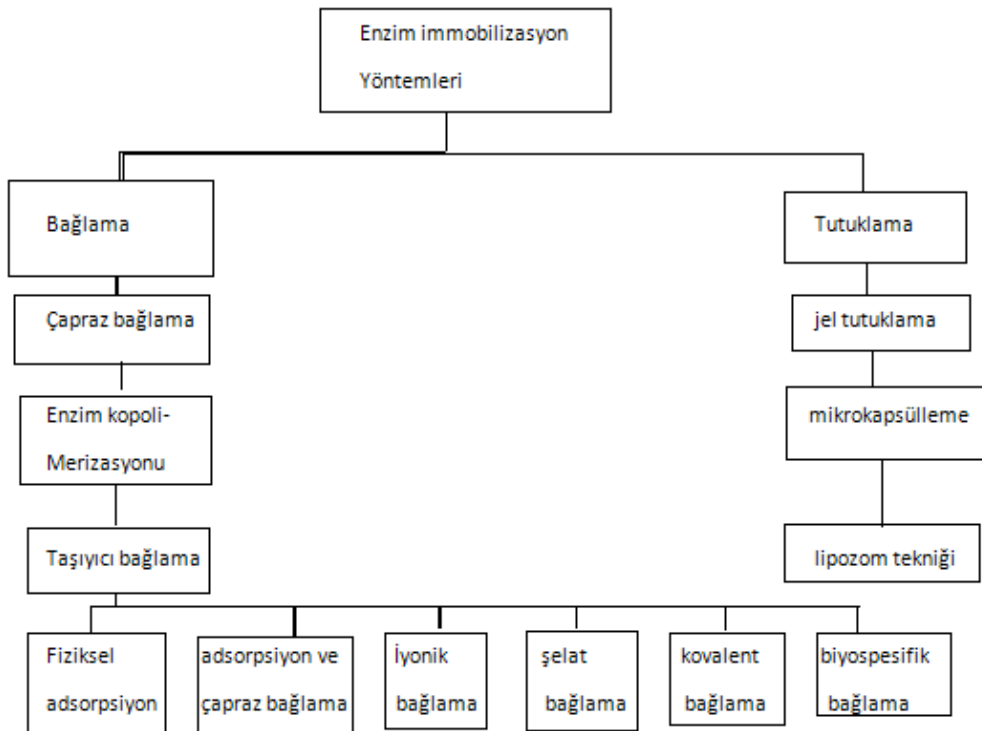 Enzim immobilizasyon
Yöntemleri
Bağlama
Tutuklama
Çapraz bağlama
jel tutuklama
Enzim kopoli-
Merizasyonu
mikrokapsülleme
Taşıyıcı bağlama
lipozom tekniği
Fiziksel
adsorpsiyon
adsorpsiyon ve
çapraz bağlama
İyonik
bağlama
şelat
bağlama
kovalent
bağlama
biyospesifik
bağlama